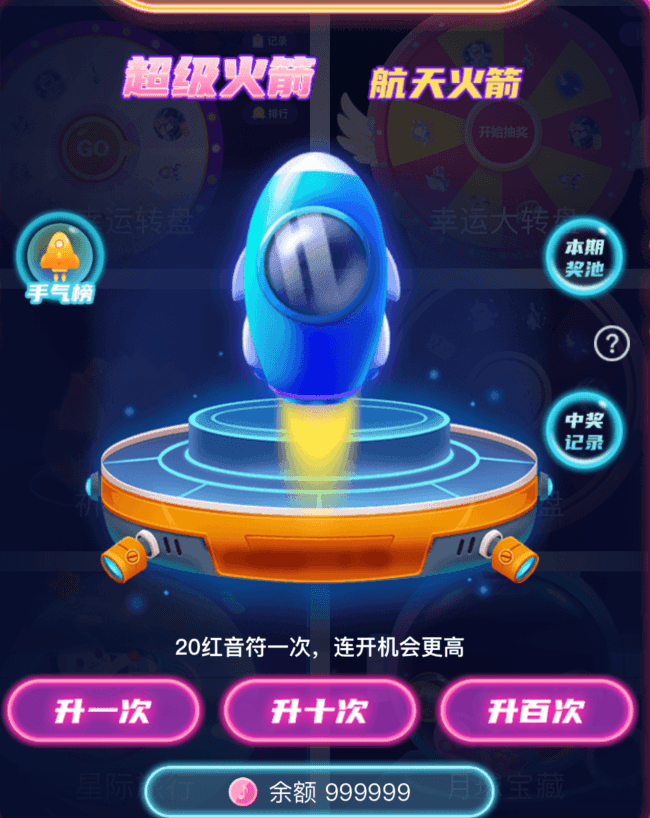 记录
超级火箭
航天火箭
排行
GO
开始抽奖
幸运转盘
幸运大转盘
手气榜
本期
奖池
?
中奖
记录
20红音符一次，连开机会更高
升一次
升十次
升百次
星际旅行
余额 999999
月球宝藏